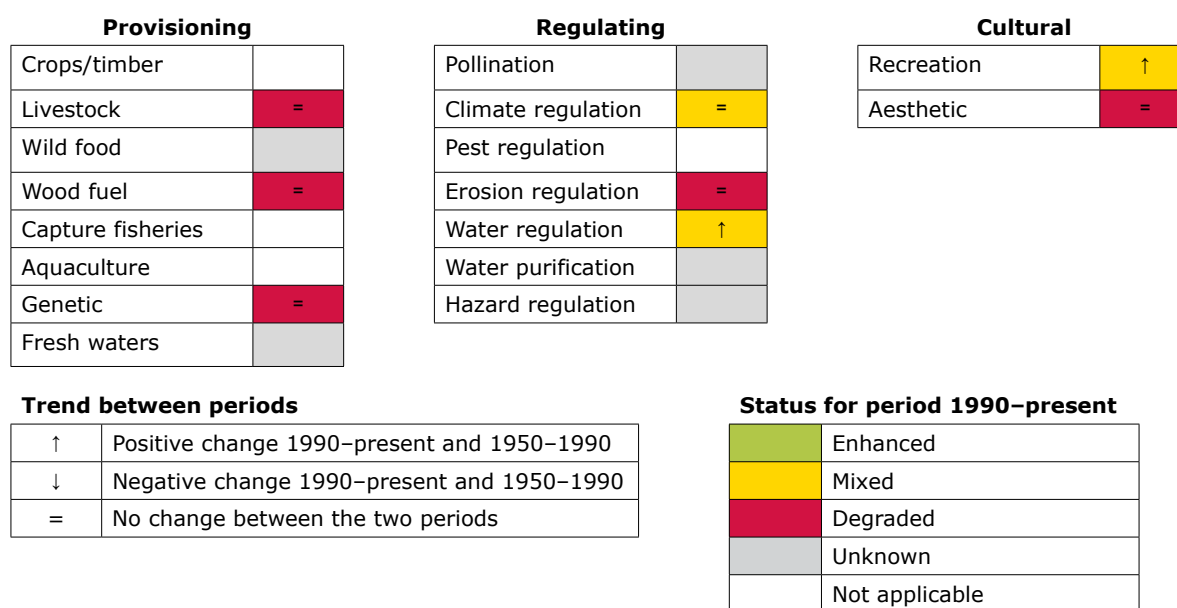 Provisioning
Crops/timber
Livestock =
Wild food
Wood fuel =
Capture fisheries
Aquaculture
Genetic =
Fresh waters
Regulating
Pollination
Climate regulation =
Pest regulation
Erosion regulation =
Water regulation ↑
Water purification
Hazard regulation
Cultural
Recreation ↑
Aesthetic =
Trend between periods
↑ Positive change 1990–present and 1950–1990
↓ Negative change 1990–present and 1950–1990
= No change between the two periods
Status for period 1990–present
Enhanced
Mixed
Degraded
Unknown
Not applicable